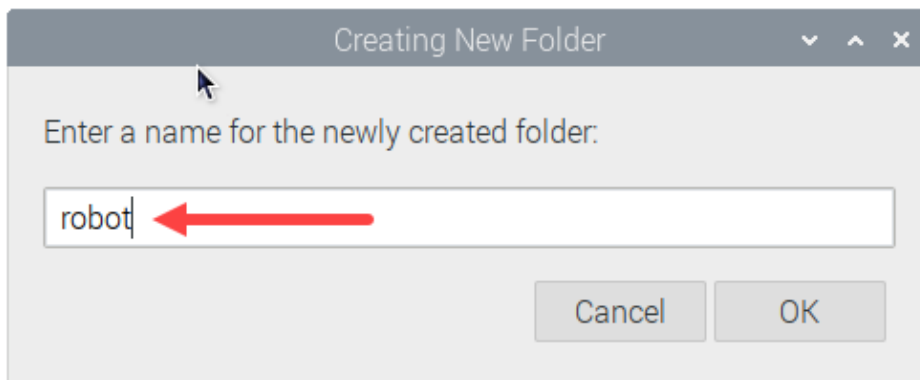 Creating New Folder
Enter a name for the newly created folder:
robot
Cancel OK